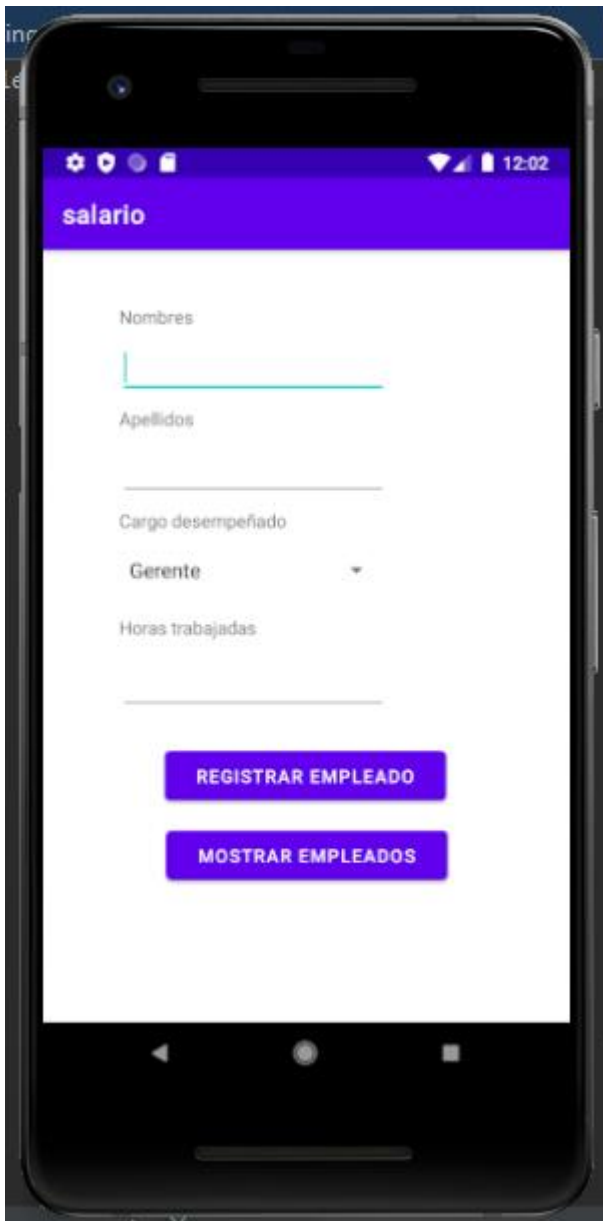 12:02
salario
Nombres
Apellidos
Cargo desempeñado
Gerente
Horas trabajadas
REGISTRAR EMPLEADO
MOSTRAR EMPLEADOS